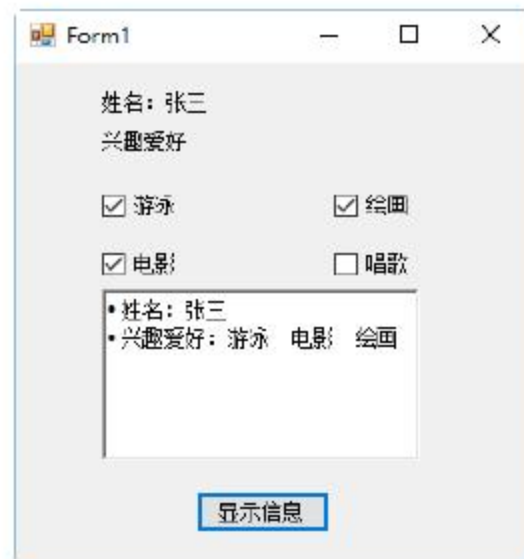 Form1
姓名：张三
兴趣爱好
游泳 绘画
电影 唱歌
•姓名：张三
•兴趣爱好：游泳 电影 绘画
显示信息